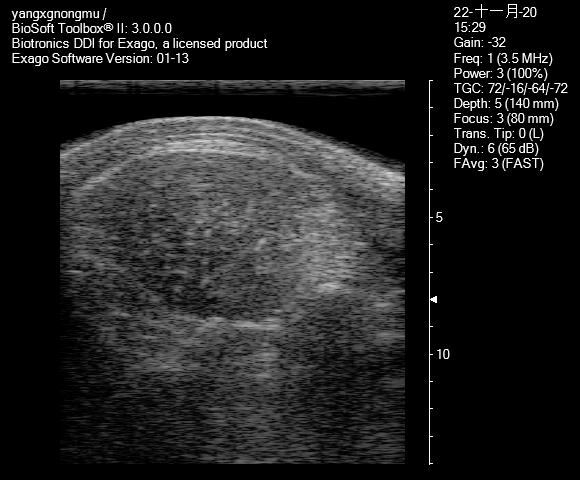 yangxgnongmu /
BioSoft Toolbox® II: 3.0.0.0
Biotronics DDI for Exago, a licensed product
Exago Software Version: 01-13
22-十一月-20
15:29
Gain: -32
Freq: 1 (3.5 MHz)
Power: 3 (100%)
TGC: 72/-16/-64/-72
Depth: 5 (140 mm)
Focus: 3 (80 mm)
Trans. Tip: 0 (L)
Dyn.: 6 (65 dB)
FAvg: 3 (FAST)
5
10